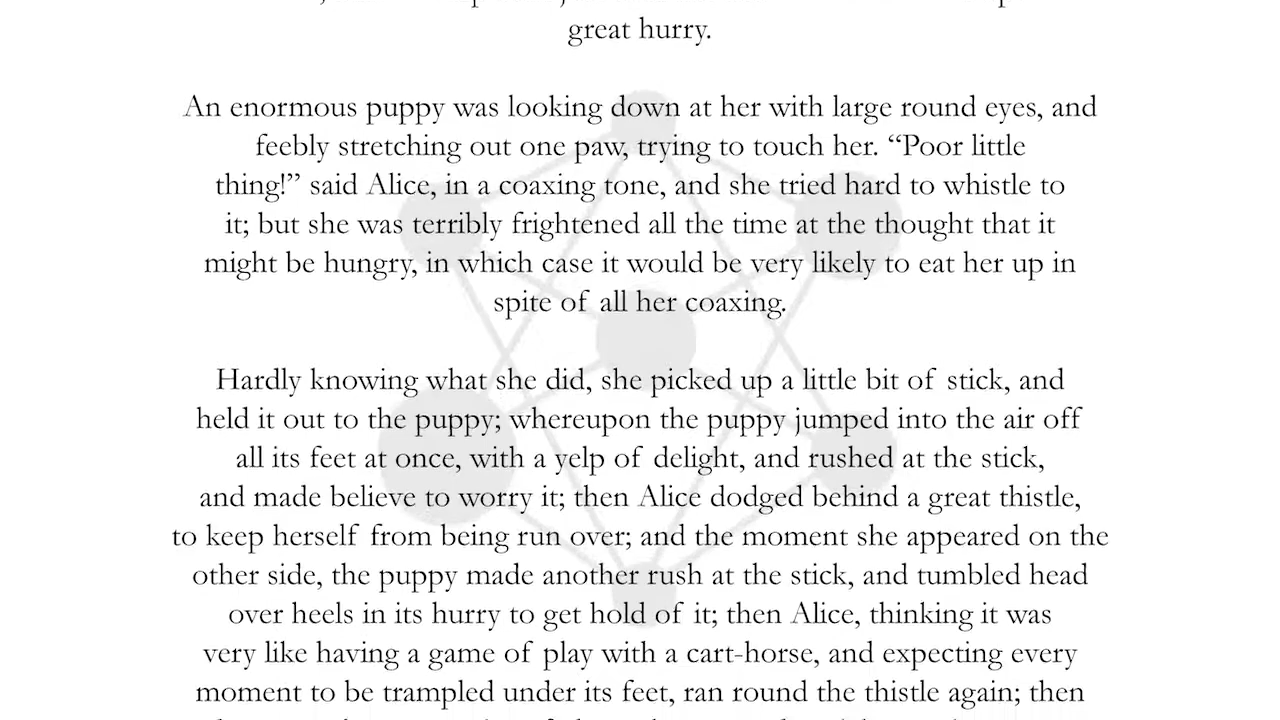 great hurry.
An enormous puppy was looking down at her with large round eyes, and
feebly stretching out one paw, trying to touch her. “Poor little
thing!” said Alice, in a coaxing tone, and she tried hard to whistle to
it; but she was terribly frightened all the time at the thought that it
might be hungry, in which case it would be very likely to eat her up in
spite of all her coaxing.
Hardly knowing what she did, she picked up a little bit of stick, and
held it out to the puppy; whereupon the puppy jumped into the air off
all its feet at once, with a yelp of delight, and rushed at the stick,
and made believe to worry it; then Alice dodged behind a great thistle,
to keep herself from being run over; and the moment she appeared on the
other side, the puppy made another rush at the stick, and tumbled head
over heels in its hurry to get hold of it; then Alice, thinking it was
very like having a game of play with a cart-horse, and expecting every
moment to be trampled under its feet, ran round the thistle again; then